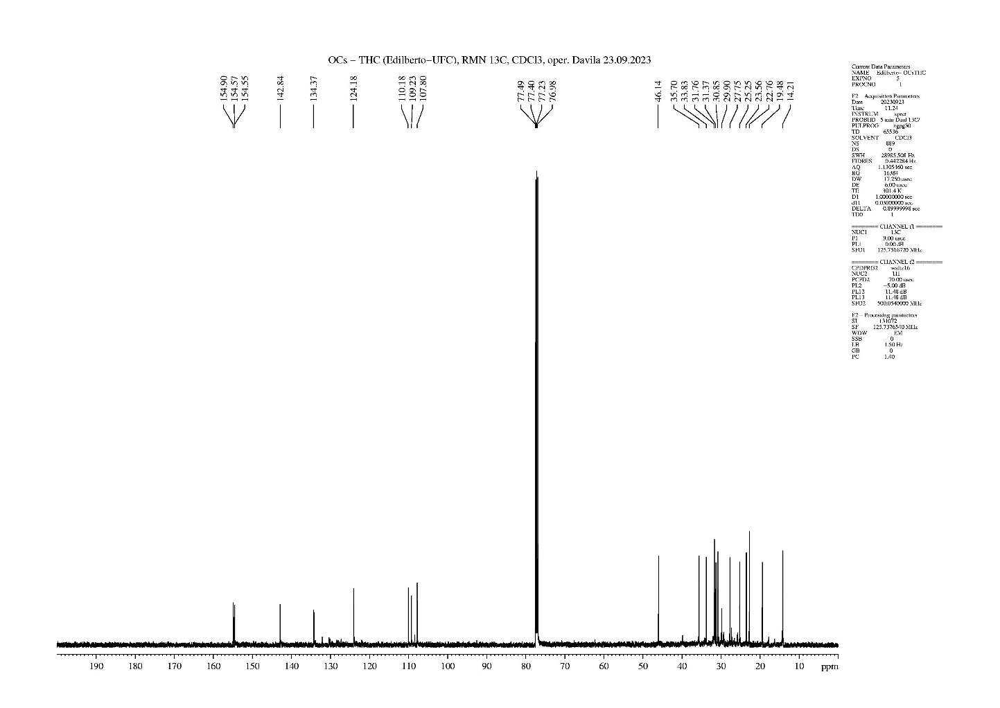 OCs − THC (Edilberto−UFC), RMN 13C, CDCl3, oper. Davila 23.09.2023
154.90
154.57
154.55
142.84
134.37
124.18
110.18
109.23
107.80
77.49
77.40
77.23
76.98
46.14
35.70
33.83
31.76
31.37
30.85
29.90
27.75
25.25
23.56
22.76
19.48
14.21
Current Data Parameters
NAME Edilberto− OCsTHC
EXPNO 5
PROCNO 1
F2 − Acquisition Parameters
Date_ 20230923
Time 11.24
INSTRUM spect
PROBHD 5 mm Dual 13C/
PULPROG zgpg30
TD 65536
SOLVENT CDCl3
NS 889
DS 0
SWH 28985.508 Hz
FIDRES 0.442284 Hz
AQ 1.1305460 sec
RG 16384
DW 17.250 usec
DE 6.00 usec
TE 301.4 K
D1 1.00000000 sec
d11 0.03000000 sec
DELTA 0.89999998 sec
TD0 1
======== CHANNEL f1 ========
NUC1 13C
P1 9.00 usec
PL1 0.00 dB
SFO1 125.7516720 MHz
======== CHANNEL f2 ========
CPDPRG2 waltz16
NUC2 1H
PCPD2 70.00 usec
PL2 −5.00 dB
PL12 11.48 dB
PL13 11.48 dB
SFO2 500.0540000 MHz
F2 − Processing parameters
SI 131072
SF 125.7376540 MHz
WDW EM
SSB 0
LB 1.50 Hz
GB 0
PC 1.40
190 180 170 160 150 140 130 120 110 100 90 80 70 60 50 40 30 20 10 ppm